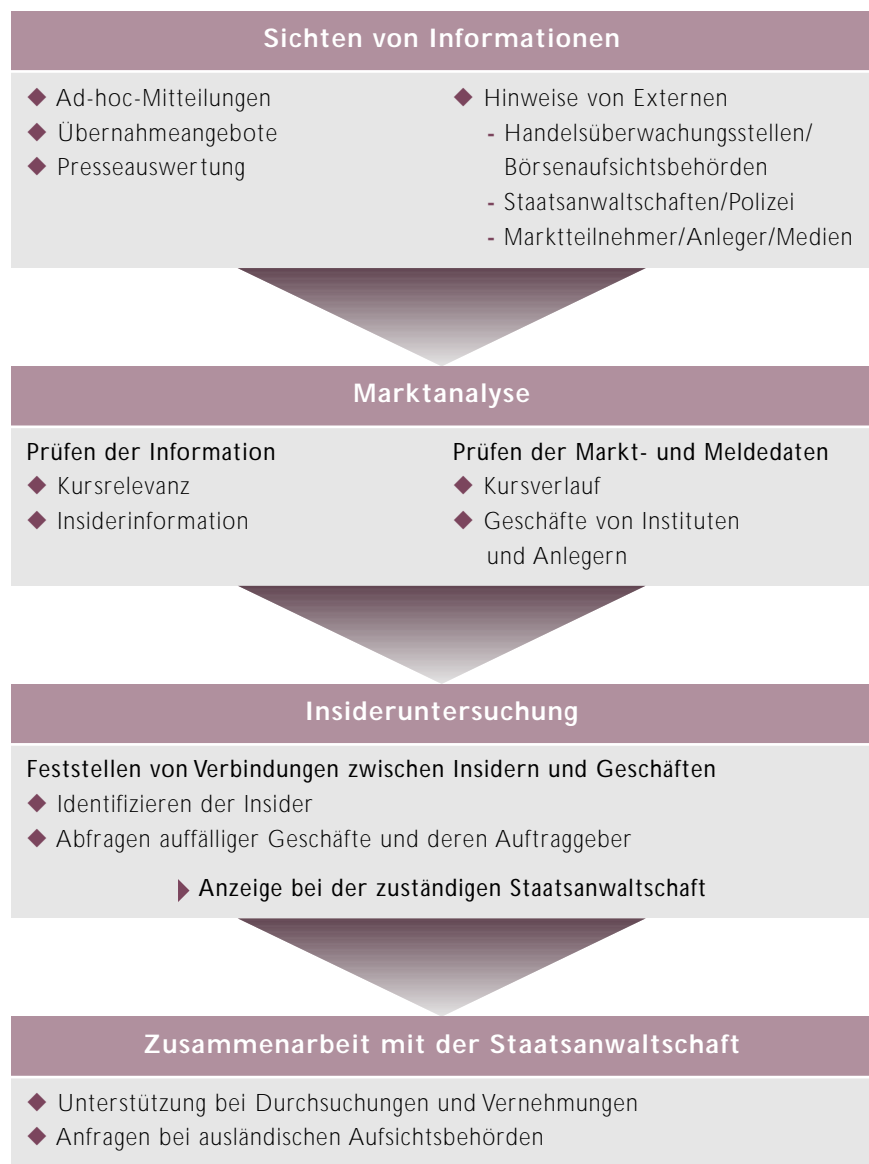 Sichten von Informationen
◆ Ad-hoc-Mitteilungen
◆ Übernahmeangebote
◆ Presseauswertung
◆ Hinweise von Externen
- Handelsüberwachungsstellen/
Börsenaufsichtsbehörden
- Staatsanwaltschaften/Polizei
- Marktteilnehmer/Anleger/Medien
Marktanalyse
Prüfen der Information
◆ Kursrelevanz
◆ Insiderinformation
Prüfen der Markt- und Meldedaten
◆ Kursverlauf
◆ Geschäfte von Instituten
und Anlegern
Insideruntersuchung
Feststellen von Verbindungen zwischen Insidern und Geschäften
◆ Identifizieren der Insider
◆ Abfragen auffälliger Geschäfte und deren Auftraggeber
Anzeige bei der zuständigen Staatsanwaltschaft
Zusammenarbeit mit der Staatsanwaltschaft
◆ Unterstützung bei Durchsuchungen und Vernehmungen
◆ Anfragen bei ausländischen Aufsichtsbehörden